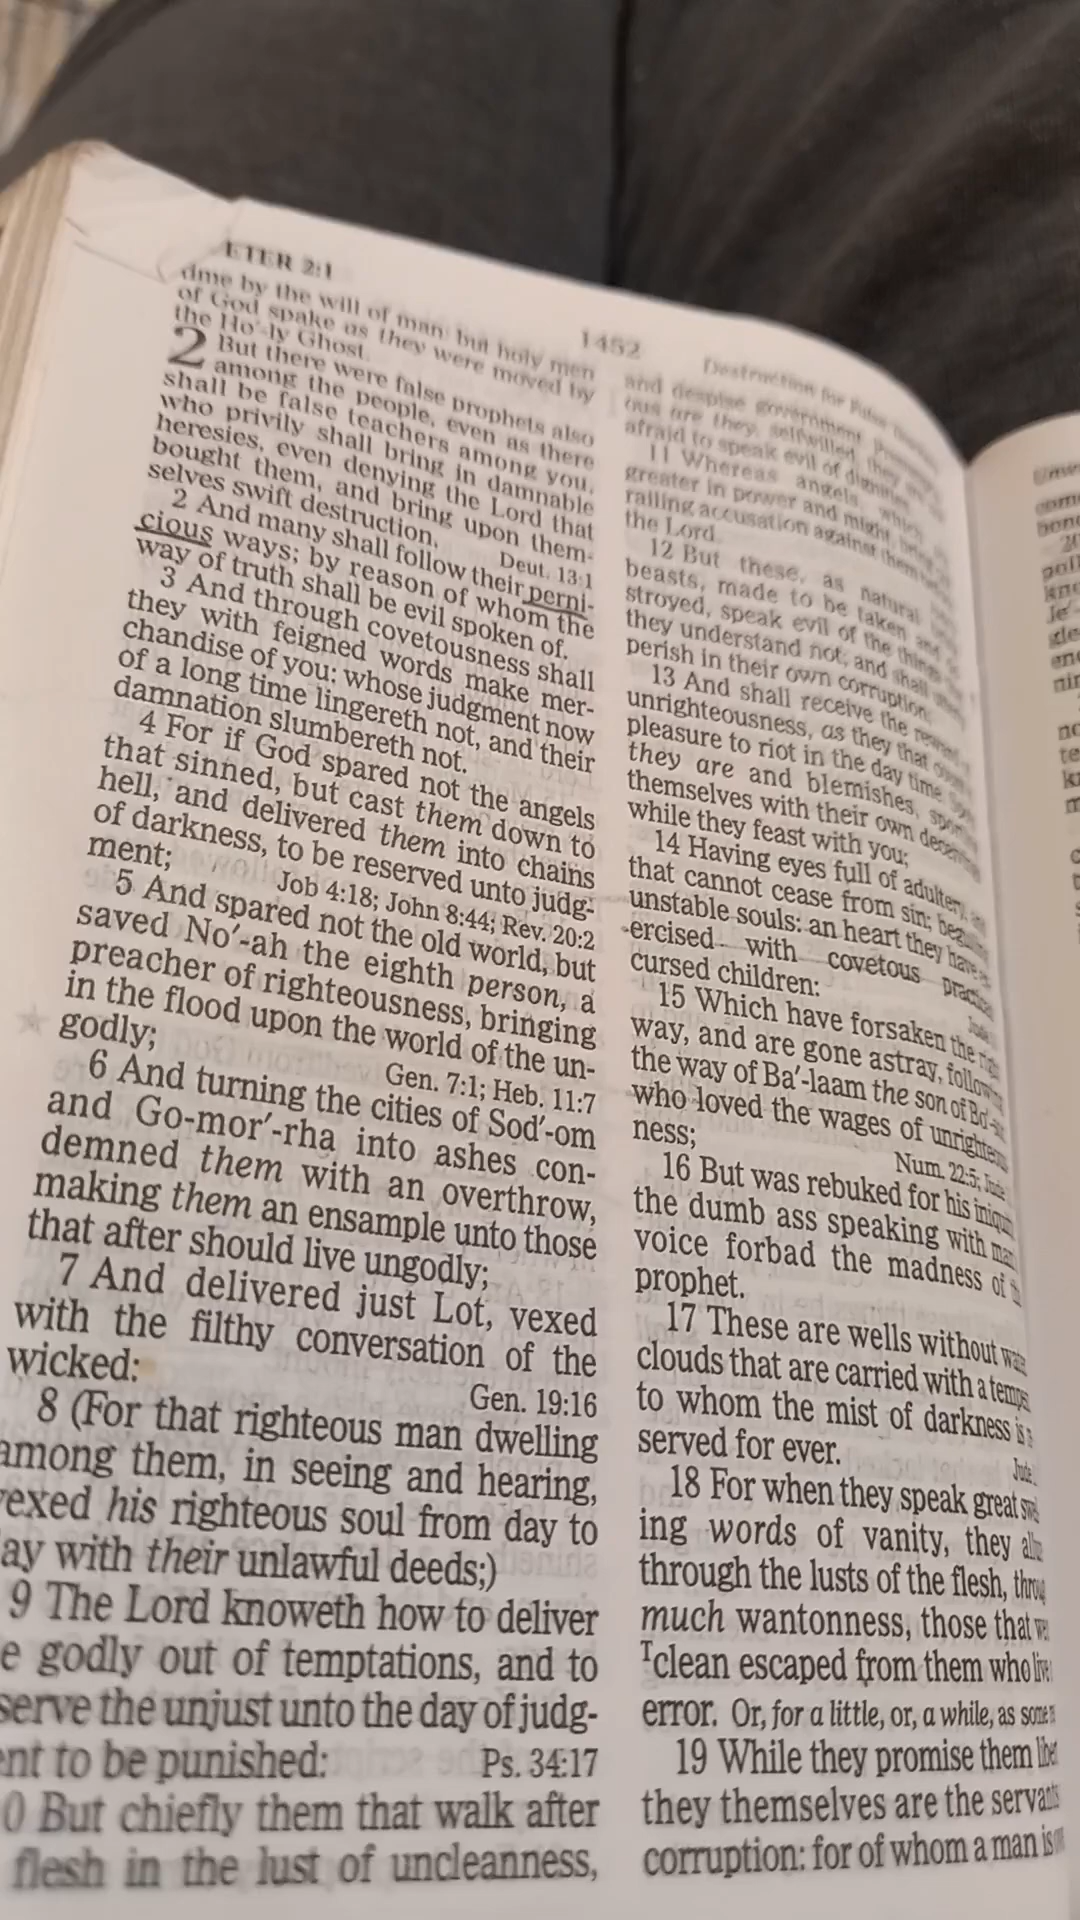 ETER 2:1
1452
Destruction for False
time by the will of man: but holy men
of God spake as they were moved by
the Ho′-ly Ghost.
2 But there were false prophets also
among the people, even as there
shall be false teachers among you,
who privily shall bring in damnable
heresies, even denying the Lord that
bought them, and bring upon them-
selves swift destruction. Deut. 13:1
2 And many shall follow their perni-
cious ways; by reason of whom the
way of truth shall be evil spoken of.
3 And through covetousness shall
they with feigned words make mer-
chandise of you: whose judgment now
of a long time lingereth not, and their
damnation slumbereth not.
4 For if God spared not the angels
that sinned, but cast them down to
hell, and delivered them into chains
of darkness, to be reserved unto judg-
ment; Job 4:18; John 8:44; Rev. 20:2
5 And spared not the old world, but
saved No′-ah the eighth person, a
preacher of righteousness, bringing
in the flood upon the world of the un-
godly; Gen. 7:1; Heb. 11:7
6 And turning the cities of Sod′-om
and Go-mor′-rha into ashes con-
demned them with an overthrow,
making them an ensample unto those
that after should live ungodly;
7 And delivered just Lot, vexed
with the filthy conversation of the
wicked: Gen. 19:16
8 (For that righteous man dwelling
among them, in seeing and hearing,
vexed his righteous soul from day to
ay with their unlawful deeds;)
9 The Lord knoweth how to deliver
e godly out of temptations, and to
serve the unjust unto the day of judg-
ent to be punished: Ps. 34:17
0 But chiefly them that walk after
flesh in the lust of uncleanness,
and despise government.
ous are they, selfwilled, they are
afraid to speak evil of dignities.
11 Whereas angels, which
greater in power and might, bring
railing accusation against them
the Lord.
12 But these, as natural
beasts, made to be taken and
stroyed, speak evil of the things
they understand not; and shall
perish in their own corruption;
13 And shall receive the reward
unrighteousness, as they that
pleasure to riot in the day time.
they are and blemishes,
themselves with their own
while they feast with you;
14 Having eyes full of adultery,
that cannot cease from sin;
unstable souls: an heart they have
ercised with covetous
cursed children:
15 Which have forsaken the
way, and are gone astray,
the way of Ba′-laam the son of
who loved the wages of
ness; Num. 22:5; Jude
16 But was rebuked for his
the dumb ass speaking with
voice forbad the madness of
prophet.
17 These are wells without
clouds that are carried with a
to whom the mist of darkness is
served for ever. Jude
18 For when they speak great
ing words of vanity, they
through the lusts of the flesh,
much wantonness, those that
clean escaped from them who
error. Or, for a little, or, a while, as some
19 While they promise them
they themselves are the
corruption: for of whom a man is